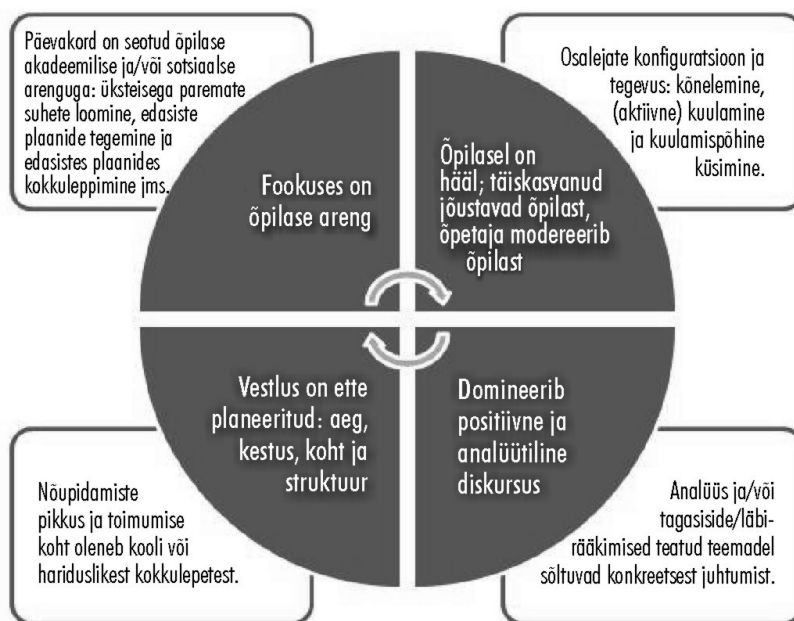 Päevakord on seotud õpilase
akadeemilise ja/või sotsiaalse
arenguga: üksteisega paremate
suhete loomine, edasiste
plaanide tegemine ja
edasistes plaanides
kokkuleppimine jms.
Fookuses on
õpilase areng
Õpilasel on
hääl; täiskasvanud
jõustavad õpilast,
õpetaja modereerib
õpilast
Osalejate konfiguratsioon ja
tegevus: kõnelemine,
(aktiivne) kuulamine
ja kuulamispõhine
küsimine.
Vestlus on ette
planeeritud: aeg,
kestus, koht ja
struktuur
Domineerib
positiivne ja
analüütiline
diskursus
Nõupidamiste
pikkus ja toimumise
koht oleneb kooli või
hariduslikest kokkulepetest.
Analüüs ja/või
tagasiside/läbi-
rääkimised teatud teemadel
sõltuvad konkreetsest juhtumist.